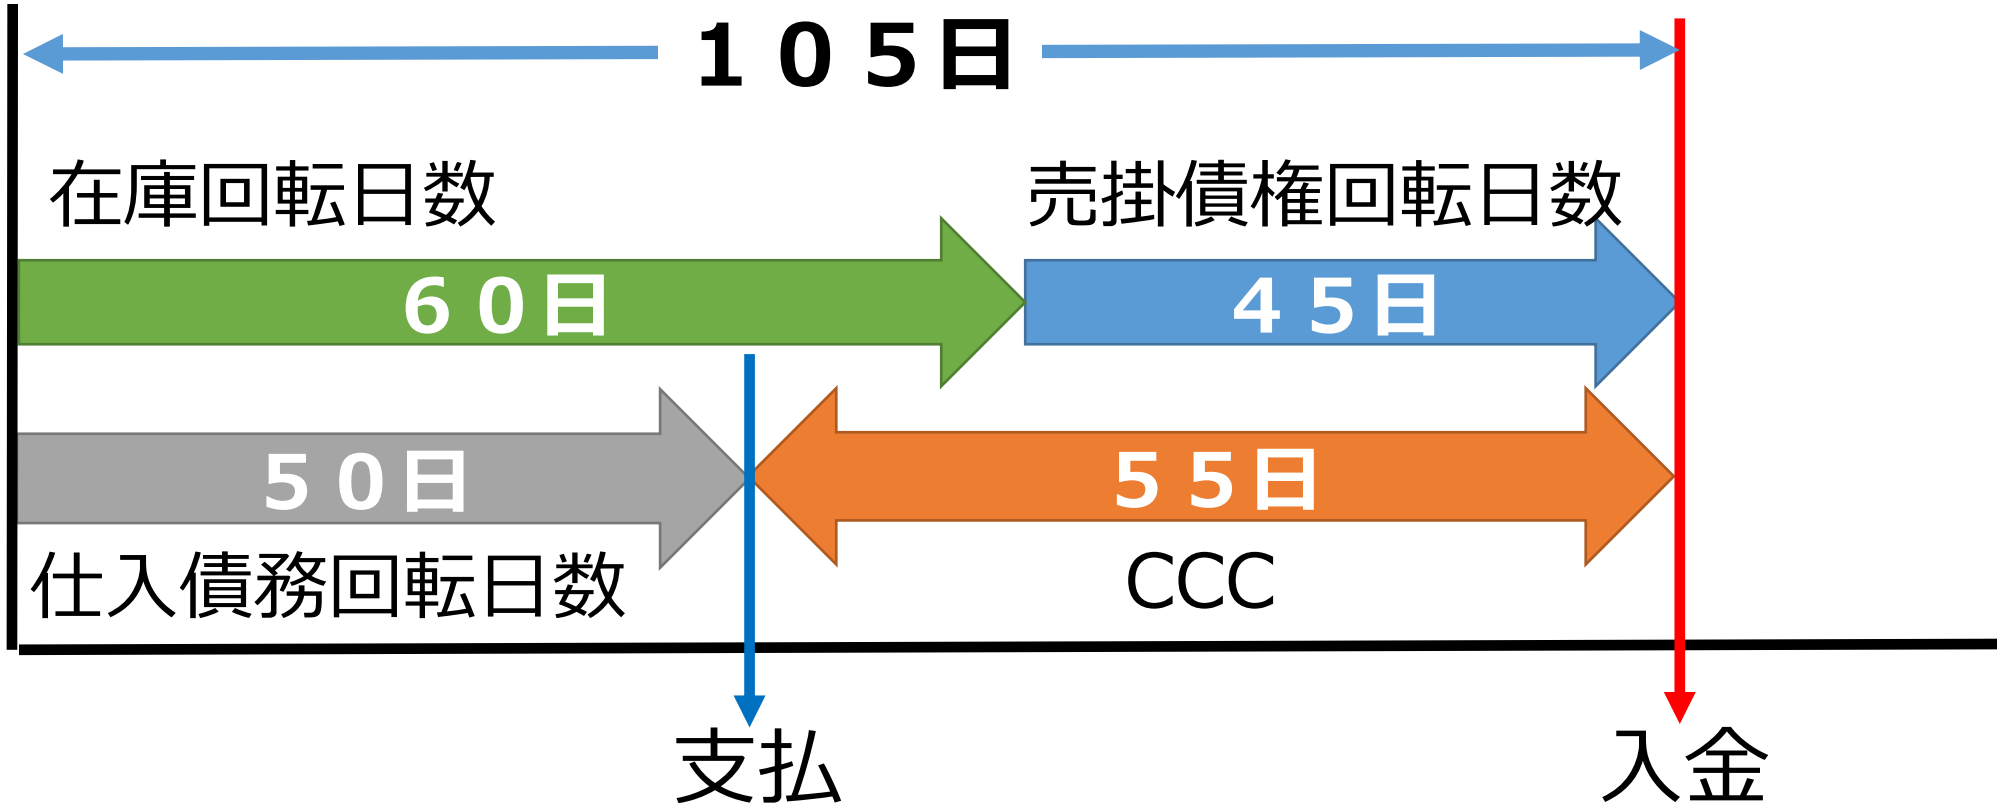 １０５日
在庫回転日数
売掛債権回転日数
６０日
４５日
５０日
５５日
仕入債務回転日数
CCC
支払
入金